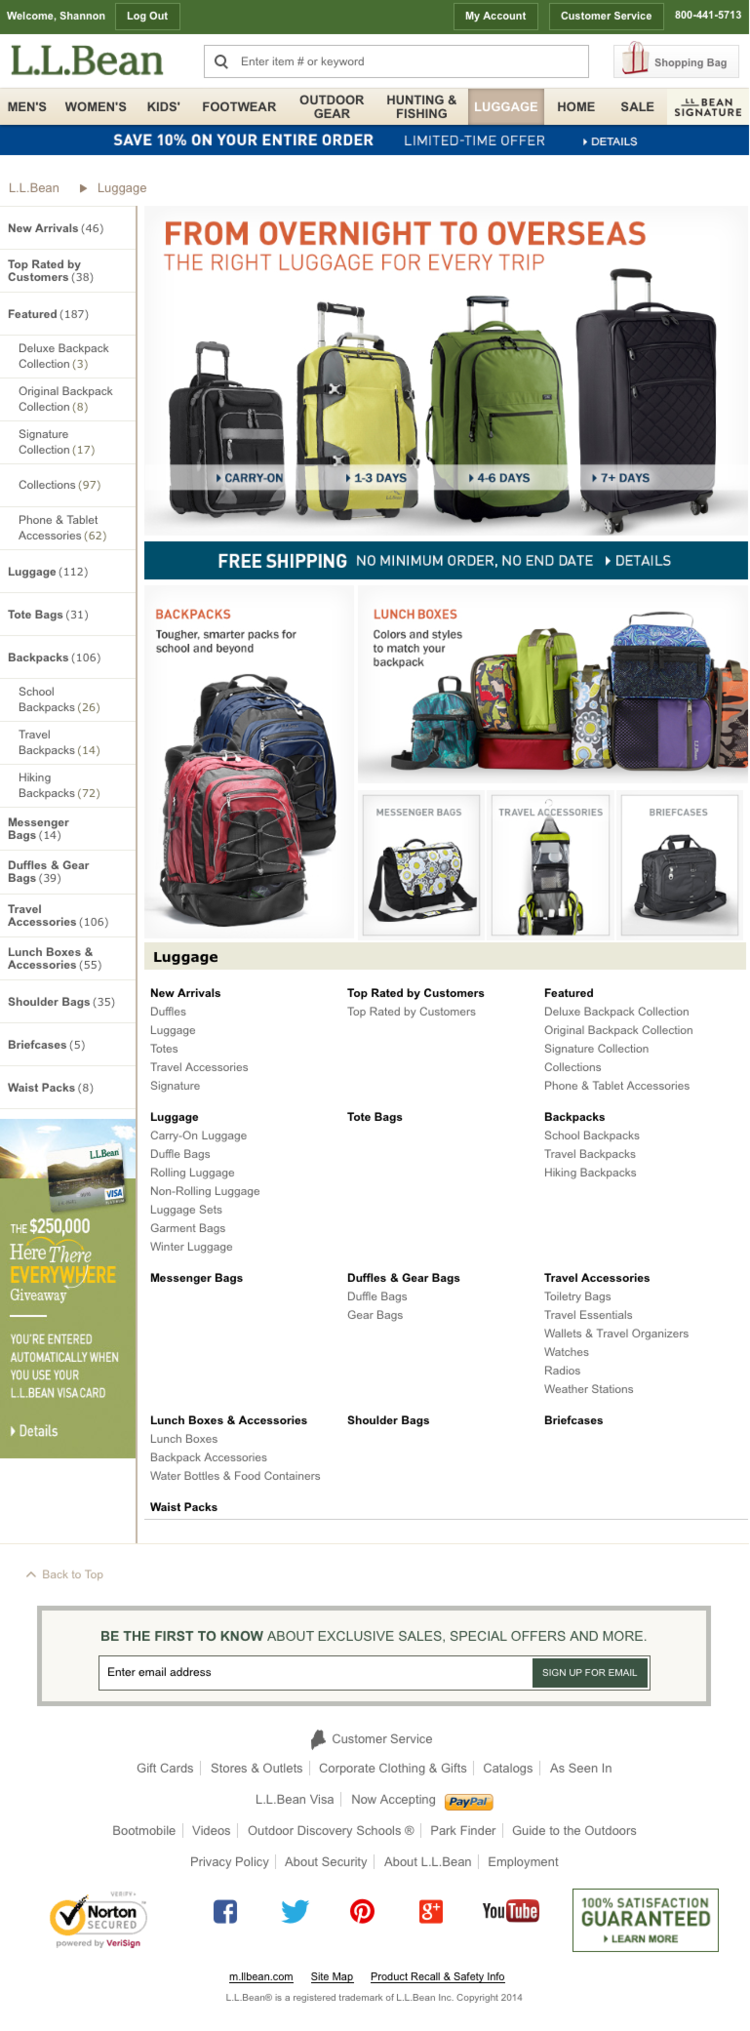 Welcome, Shannon
Log Out
My Account
Customer Service
800-441-5713
L.L.Bean
Enter item # or keyword
Shopping Bag
MEN'S
WOMEN'S
KIDS'
FOOTWEAR
OUTDOOR
GEAR
HUNTING &
FISHING
LUGGAGE
HOME
SALE
LL BEAN
SIGNATURE
SAVE 10% ON YOUR ENTIRE ORDER LIMITED-TIME OFFER DETAILS
L.L.Bean Luggage
New Arrivals (46)
Top Rated by
Customers (38)
Featured (187)
Deluxe Backpack
Collection (3)
Original Backpack
Collection (8)
Signature
Collection (17)
Collections (97)
Phone & Tablet
Accessories (62)
Luggage (112)
Tote Bags (31)
Backpacks (106)
School
Backpacks (26)
Travel
Backpacks (14)
Hiking
Backpacks (72)
Messenger
Bags (14)
Duffles & Gear
Bags (39)
Travel
Accessories (106)
Lunch Boxes &
Accessories (55)
Shoulder Bags (35)
Briefcases (5)
Waist Packs (8)
L.L.Bean
VISA
THE $250,000
Here There
EVERYWHERE
Giveaway
YOU'RE ENTERED
AUTOMATICALLY WHEN
YOU USE YOUR
L.L.BEAN VISA CARD
Details
FROM OVERNIGHT TO OVERSEAS
THE RIGHT LUGGAGE FOR EVERY TRIP
CARRY-ON
1-3 DAYS
4-6 DAYS
7+ DAYS
FREE SHIPPING NO MINIMUM ORDER, NO END DATE DETAILS
BACKPACKS
Tougher, smarter packs for
school and beyond
LUNCH BOXES
Colors and styles
to match your
backpack
MESSENGER BAGS
TRAVEL ACCESSORIES
BRIEFCASES
Luggage
New Arrivals
Duffles
Luggage
Totes
Travel Accessories
Signature
Top Rated by Customers
Top Rated by Customers
Featured
Deluxe Backpack Collection
Original Backpack Collection
Signature Collection
Collections
Phone & Tablet Accessories
Luggage
Carry-On Luggage
Duffle Bags
Rolling Luggage
Non-Rolling Luggage
Luggage Sets
Garment Bags
Winter Luggage
Tote Bags
Backpacks
School Backpacks
Travel Backpacks
Hiking Backpacks
Messenger Bags
Duffles & Gear Bags
Duffle Bags
Gear Bags
Travel Accessories
Toiletry Bags
Travel Essentials
Wallets & Travel Organizers
Watches
Radios
Weather Stations
Lunch Boxes & Accessories
Lunch Boxes
Backpack Accessories
Water Bottles & Food Containers
Shoulder Bags
Briefcases
Waist Packs
Back to Top
BE THE FIRST TO KNOW ABOUT EXCLUSIVE SALES, SPECIAL OFFERS AND MORE.
Enter email address
SIGN UP FOR EMAIL
Customer Service
Gift Cards Stores & Outlets Corporate Clothing & Gifts Catalogs As Seen In
L.L.Bean Visa Now Accepting PayPal
Bootmobile Videos Outdoor Discovery Schools ® Park Finder Guide to the Outdoors
Privacy Policy About Security About L.L.Bean Employment
VERIFY>
Norton
SECURED
powered by VeriSign
g+
YouTube
100% SATISFACTION
GUARANTEED
LEARN MORE
m.llbean.com Site Map Product Recall & Safety Info
L.L.Bean® is a registered trademark of L.L.Bean Inc. Copyright 2014